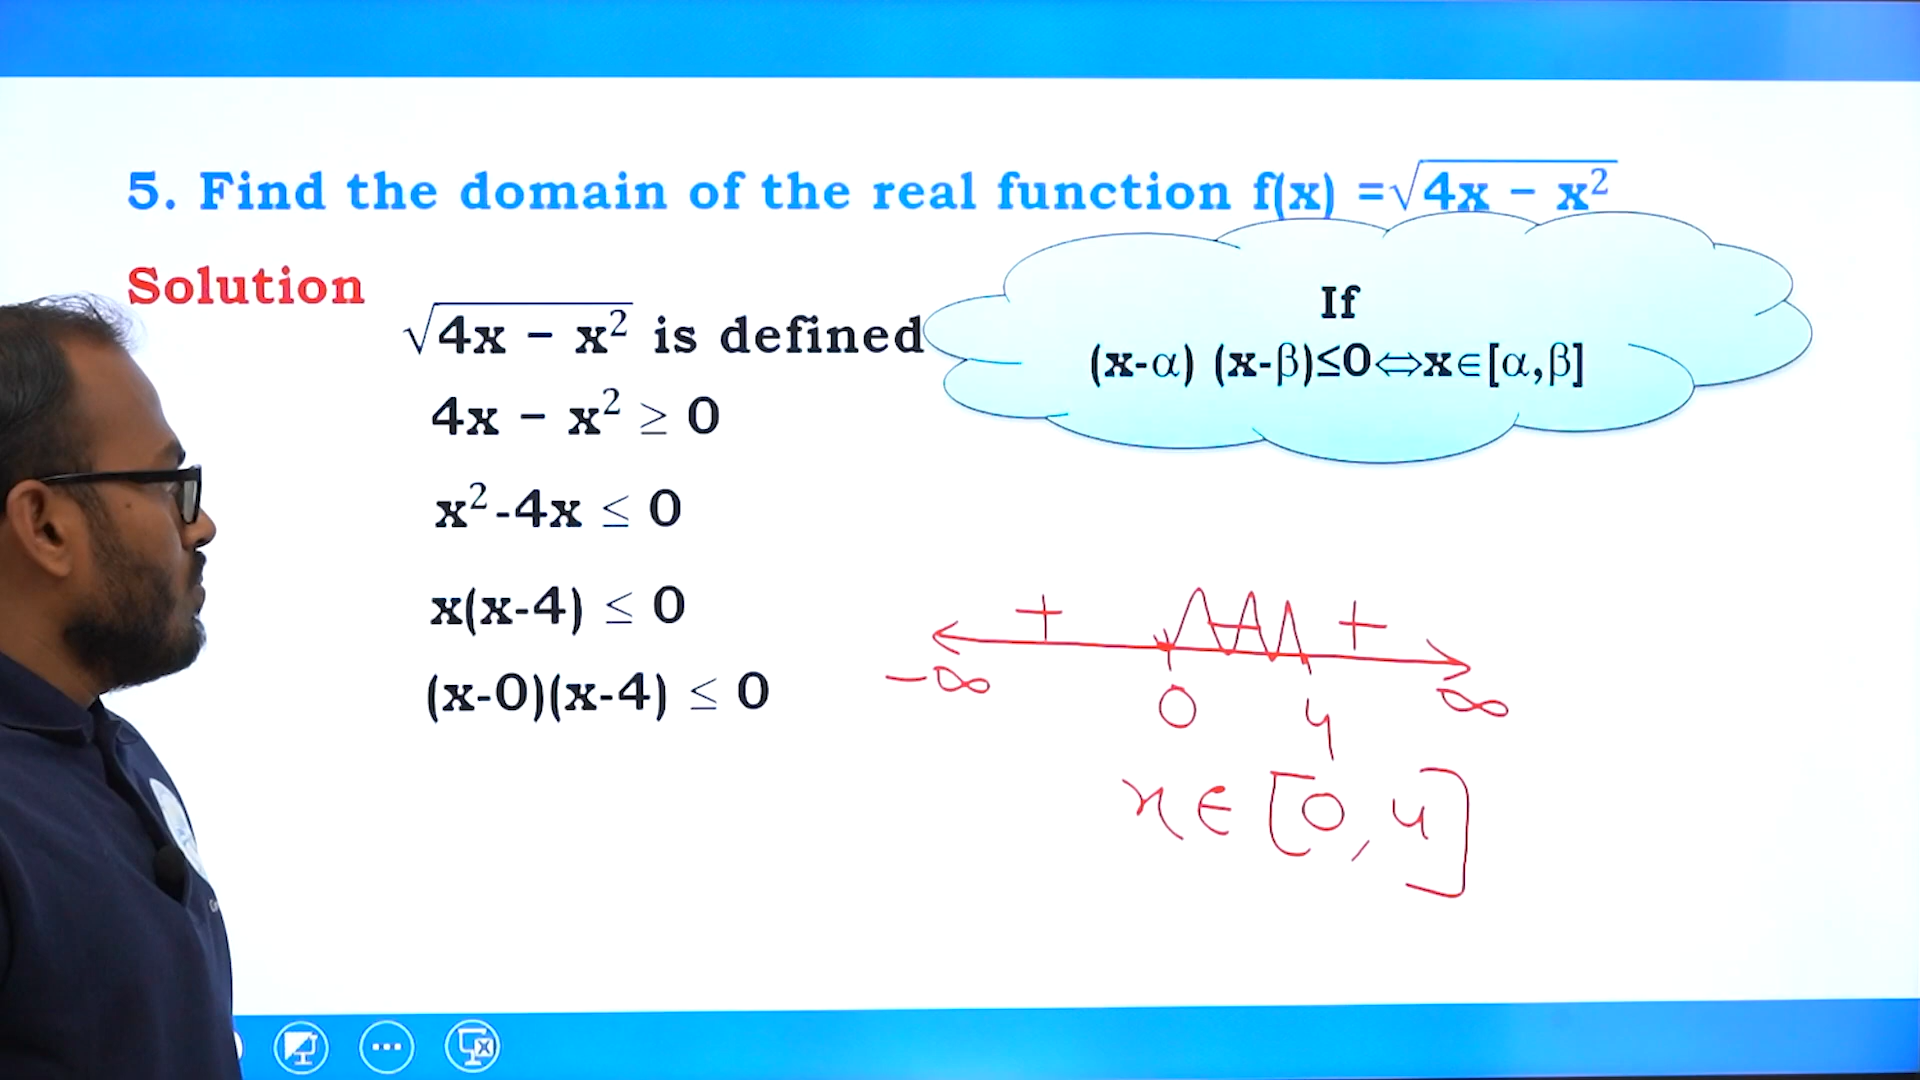 5. Find the domain of the real function f(x) =√4x − x²
Solution
√4x − x² is defined
If
(x-α) (x-β)≤0⇔x∈[α,β]
4x − x² ≥ 0
x²-4x ≤ 0
x(x-4) ≤ 0
(x-0)(x-4) ≤ 0
+ − +
−∞ 0 4 ∞
x∈ [0,4]